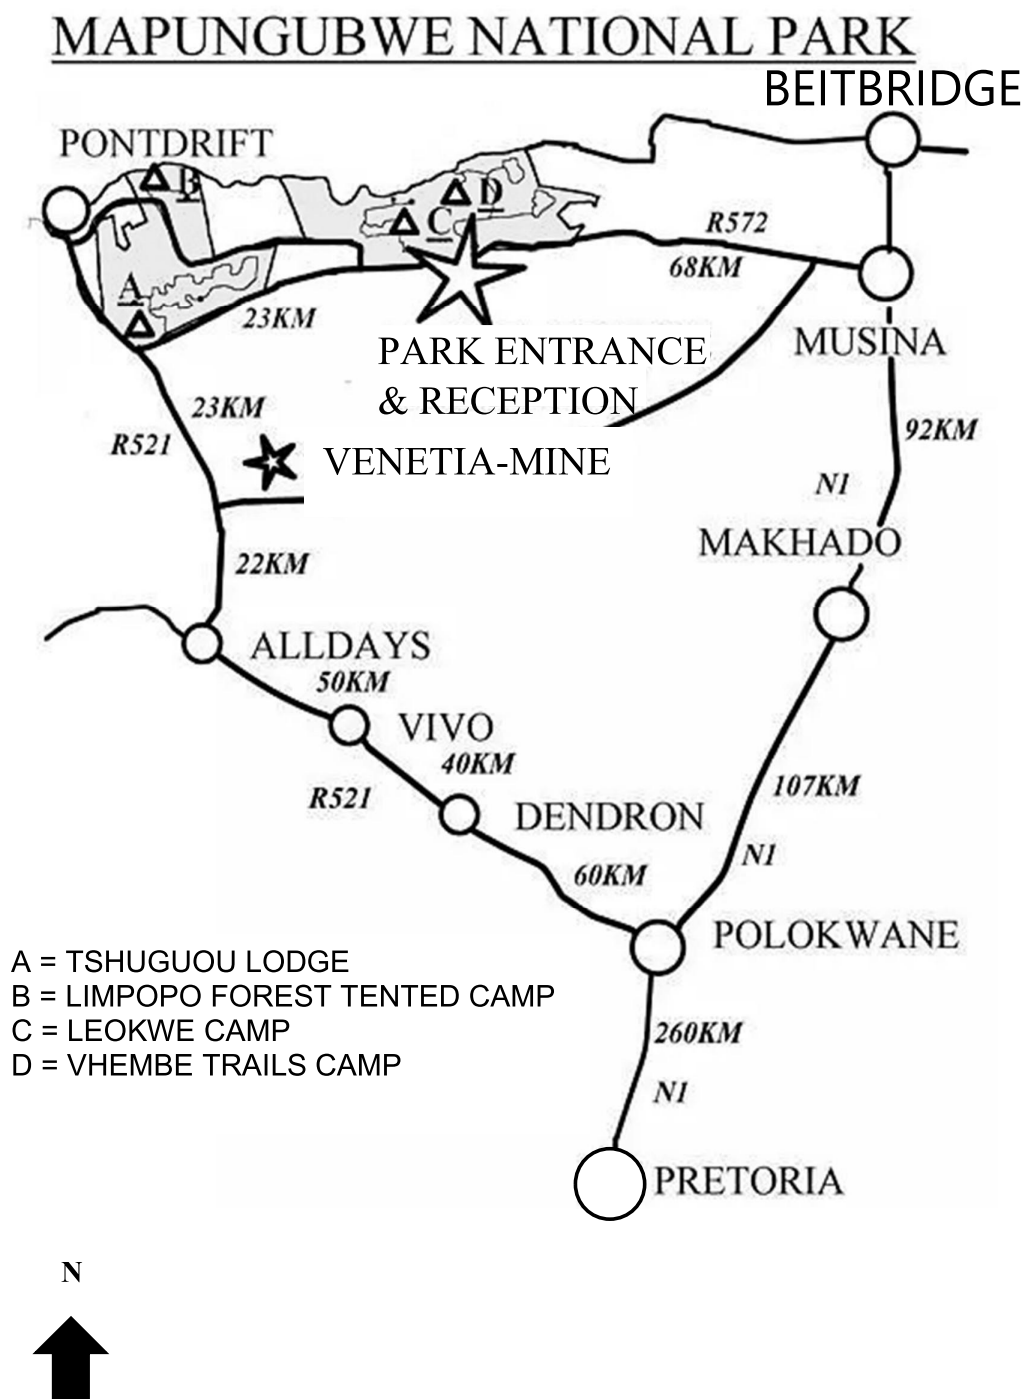 MAPUNGUBWE NATIONAL PARK
BEITBRIDGE
PONTDRIFT
B
D
C
R572
68KM
A
23KM
MUSINA
PARK ENTRANCE
& RECEPTION
23KM
R521
92KM
VENETIA-MINE
N1
MAKHADO
22KM
ALLDAYS
50KM
VIVO
40KM
R521
107KM
DENDRON
N1
60KM
POLOKWANE
A = TSHUGUOU LODGE
B = LIMPOPO FOREST TENTED CAMP
C = LEOKWE CAMP
D = VHEMBE TRAILS CAMP
260KM
N1
PRETORIA
N